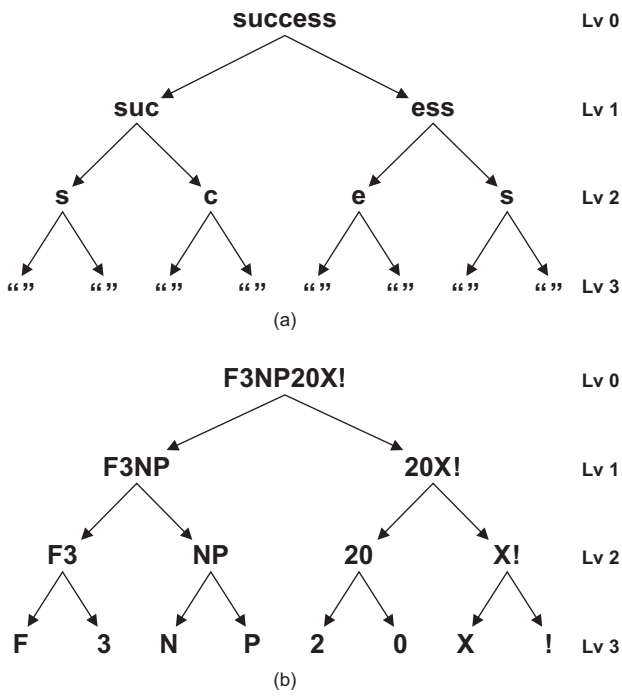 success Lv 0
suc ess Lv 1
s c e s Lv 2
“” “” “” “” “” “” “” “” Lv 3
(a)
F3NP20X! Lv 0
F3NP 20X! Lv 1
F3 NP 20 X! Lv 2
F 3 N P 2 0 X ! Lv 3
(b)